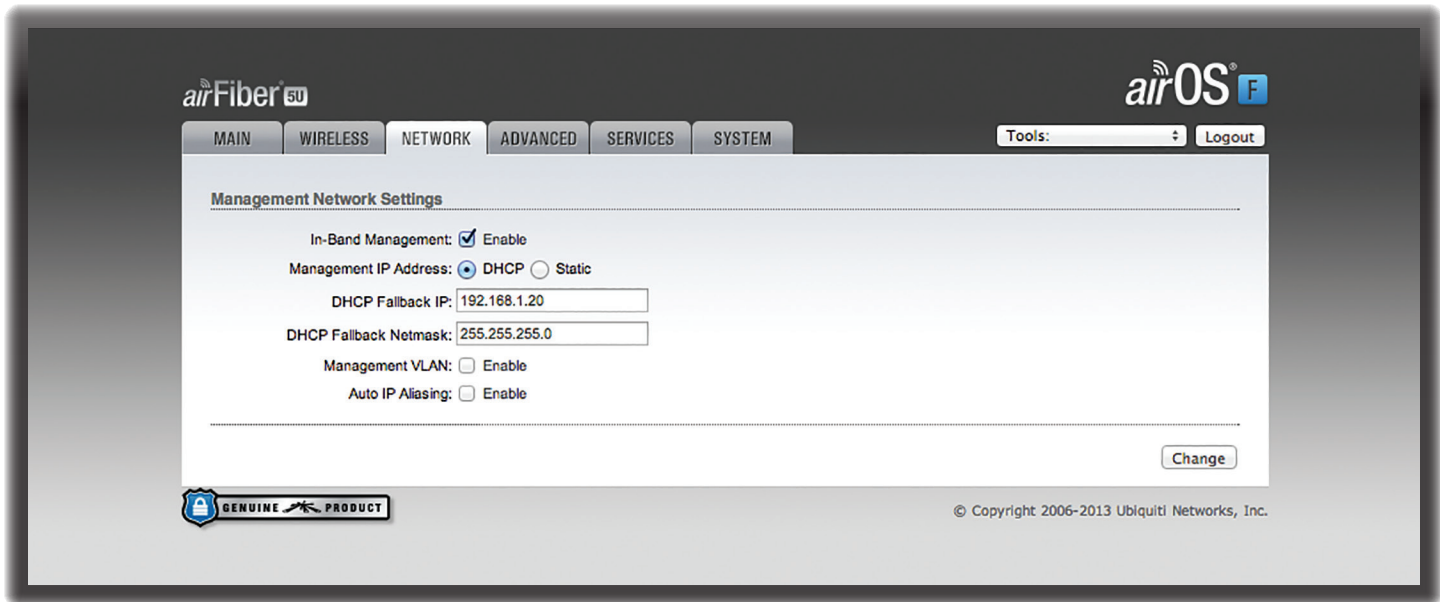 airFiber® 5U
airOS® F
MAIN WIRELESS NETWORK ADVANCED SERVICES SYSTEM Tools: Logout
Management Network Settings
In-Band Management: Enable
Management IP Address: DHCP Static
DHCP Fallback IP: 192.168.1.20
DHCP Fallback Netmask: 255.255.255.0
Management VLAN: Enable
Auto IP Aliasing: Enable
Change
GENUINE PRODUCT
© Copyright 2006-2013 Ubiquiti Networks, Inc.